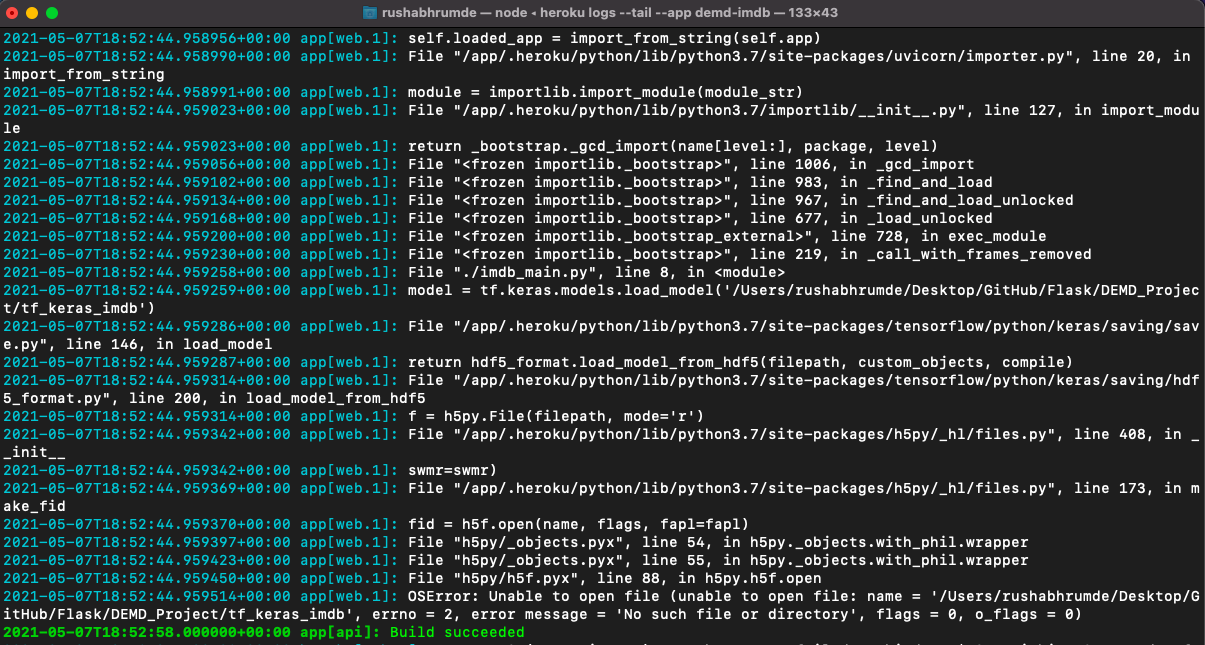 rushabhrumde — node ◂ heroku logs --tail --app demd-imdb — 133×43
2021-05-07T18:52:44.958956+00:00 app[web.1]: self.loaded_app = import_from_string(self.app)
2021-05-07T18:52:44.958990+00:00 app[web.1]: File "/app/.heroku/python/lib/python3.7/site-packages/uvicorn/importer.py", line 20, in
import_from_string
2021-05-07T18:52:44.958991+00:00 app[web.1]: module = importlib.import_module(module_str)
2021-05-07T18:52:44.959023+00:00 app[web.1]: File "/app/.heroku/python/lib/python3.7/importlib/__init__.py", line 127, in import_modu
le
2021-05-07T18:52:44.959023+00:00 app[web.1]: return _bootstrap._gcd_import(name[level:], package, level)
2021-05-07T18:52:44.959056+00:00 app[web.1]: File "<frozen importlib._bootstrap>", line 1006, in _gcd_import
2021-05-07T18:52:44.959102+00:00 app[web.1]: File "<frozen importlib._bootstrap>", line 983, in _find_and_load
2021-05-07T18:52:44.959134+00:00 app[web.1]: File "<frozen importlib._bootstrap>", line 967, in _find_and_load_unlocked
2021-05-07T18:52:44.959168+00:00 app[web.1]: File "<frozen importlib._bootstrap>", line 677, in _load_unlocked
2021-05-07T18:52:44.959200+00:00 app[web.1]: File "<frozen importlib._bootstrap_external>", line 728, in exec_module
2021-05-07T18:52:44.959230+00:00 app[web.1]: File "<frozen importlib._bootstrap>", line 219, in _call_with_frames_removed
2021-05-07T18:52:44.959258+00:00 app[web.1]: File "./imdb_main.py", line 8, in <module>
2021-05-07T18:52:44.959259+00:00 app[web.1]: model = tf.keras.models.load_model('/Users/rushabhrumde/Desktop/GitHub/Flask/DEMD_Projec
t/tf_keras_imdb')
2021-05-07T18:52:44.959286+00:00 app[web.1]: File "/app/.heroku/python/lib/python3.7/site-packages/tensorflow/python/keras/saving/sav
e.py", line 146, in load_model
2021-05-07T18:52:44.959287+00:00 app[web.1]: return hdf5_format.load_model_from_hdf5(filepath, custom_objects, compile)
2021-05-07T18:52:44.959314+00:00 app[web.1]: File "/app/.heroku/python/lib/python3.7/site-packages/tensorflow/python/keras/saving/hdf
5_format.py", line 200, in load_model_from_hdf5
2021-05-07T18:52:44.959314+00:00 app[web.1]: f = h5py.File(filepath, mode='r')
2021-05-07T18:52:44.959342+00:00 app[web.1]: File "/app/.heroku/python/lib/python3.7/site-packages/h5py/_hl/files.py", line 408, in _
_init__
2021-05-07T18:52:44.959342+00:00 app[web.1]: swmr=swmr)
2021-05-07T18:52:44.959369+00:00 app[web.1]: File "/app/.heroku/python/lib/python3.7/site-packages/h5py/_hl/files.py", line 173, in m
ake_fid
2021-05-07T18:52:44.959370+00:00 app[web.1]: fid = h5f.open(name, flags, fapl=fapl)
2021-05-07T18:52:44.959397+00:00 app[web.1]: File "h5py/_objects.pyx", line 54, in h5py._objects.with_phil.wrapper
2021-05-07T18:52:44.959423+00:00 app[web.1]: File "h5py/_objects.pyx", line 55, in h5py._objects.with_phil.wrapper
2021-05-07T18:52:44.959450+00:00 app[web.1]: File "h5py/h5f.pyx", line 88, in h5py.h5f.open
2021-05-07T18:52:44.959514+00:00 app[web.1]: OSError: Unable to open file (unable to open file: name = '/Users/rushabhrumde/Desktop/G
itHub/Flask/DEMD_Project/tf_keras_imdb', errno = 2, error message = 'No such file or directory', flags = 0, o_flags = 0)
2021-05-07T18:52:58.000000+00:00 app[api]: Build succeeded